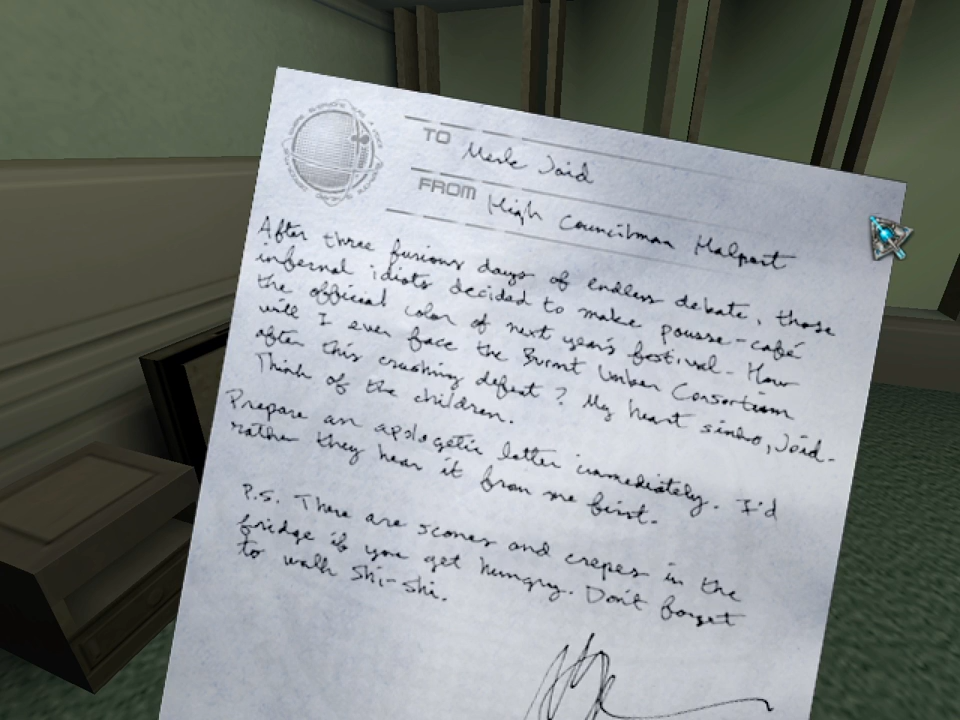 TO Merle Jaid
FROM High Councilman Malpart
After three furious days of endless debate, those
infernal idiots decided to make pousse-café
the official color of next year's festival. How
will I ever face the Burnt Umber Consortium
after this crushing defeat? My heart sinks, Jaid.
Think of the children.
Prepare an apologetic letter immediately. I'd
rather they hear it from me first.
P.S. There are scones and crepes in the
fridge if you get hungry. Don't forget
to walk Shi-Shi.